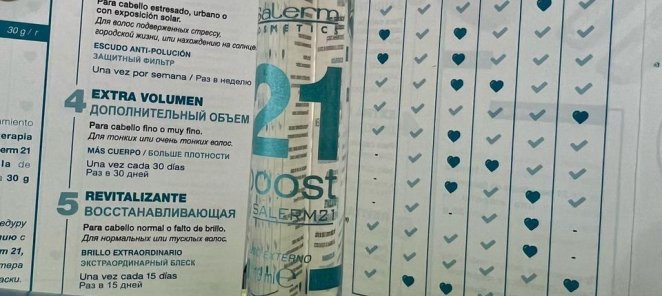 30 g / г
Para cabello estresado, urbano o
con exposición solar.
Для волос подверженных стрессу,
городской жизни, или нахождению на солнце.
ESCUDO ANTI-POLUCIÓN
ЗАЩИТНЫЙ ФИЛЬТР
Una vez por semana / Раз в неделю
4 EXTRA VOLUMEN
ДОПОЛНИТЕЛЬНЫЙ ОБЪЕМ
Para cabello fino o muy fino.
Для тонких или очень тонких волос.
MÁS CUERPO / БОЛЬШЕ ПЛОТНОСТИ
Una vez cada 30 días
Раз в 30 дней
5 REVITALIZANTE
ВОССТАНАВЛИВАЮЩАЯ
Para cabello normal o falto de brillo.
Для нормальных или тусклых волос.
BRILLO EXTRAORDINARIO
ЭКСТРАОРДИНАРНЫЙ БЛЕСК
Una vez cada 15 días
Раз в 15 дней
salerm
COSMETICS
21
boost
SALERM21
EXTERNO
ml e